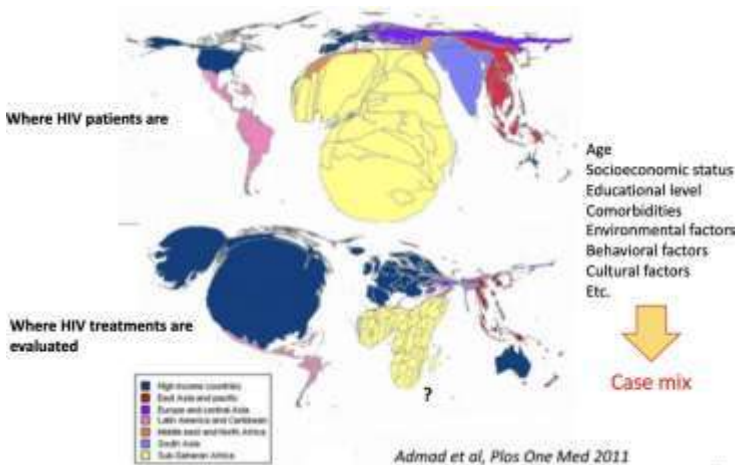 Where HIV patients are
Age
Socioeconomic status
Educational level
Comorbidities
Environmental factors
Behavioral factors
Cultural factors
Etc.
Case mix
Where HIV treatments are
evaluated
High income countries
East Asia and pacific
Europe and central Asia
Latin America and Caribbean
Middle east and North Africa
South Asia
Sub-Saharan Africa
?
Admad et al, Plos One Med 2011